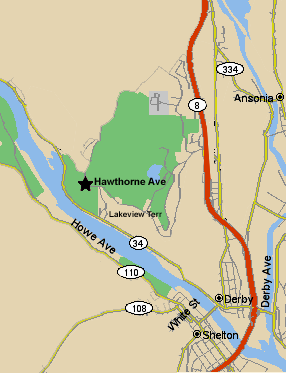 334
Ansonia
8
Hawthorne Ave
Lakeview Terr
Howe Ave
34
110
Derby Ave
108
White St
Derby
Shelton